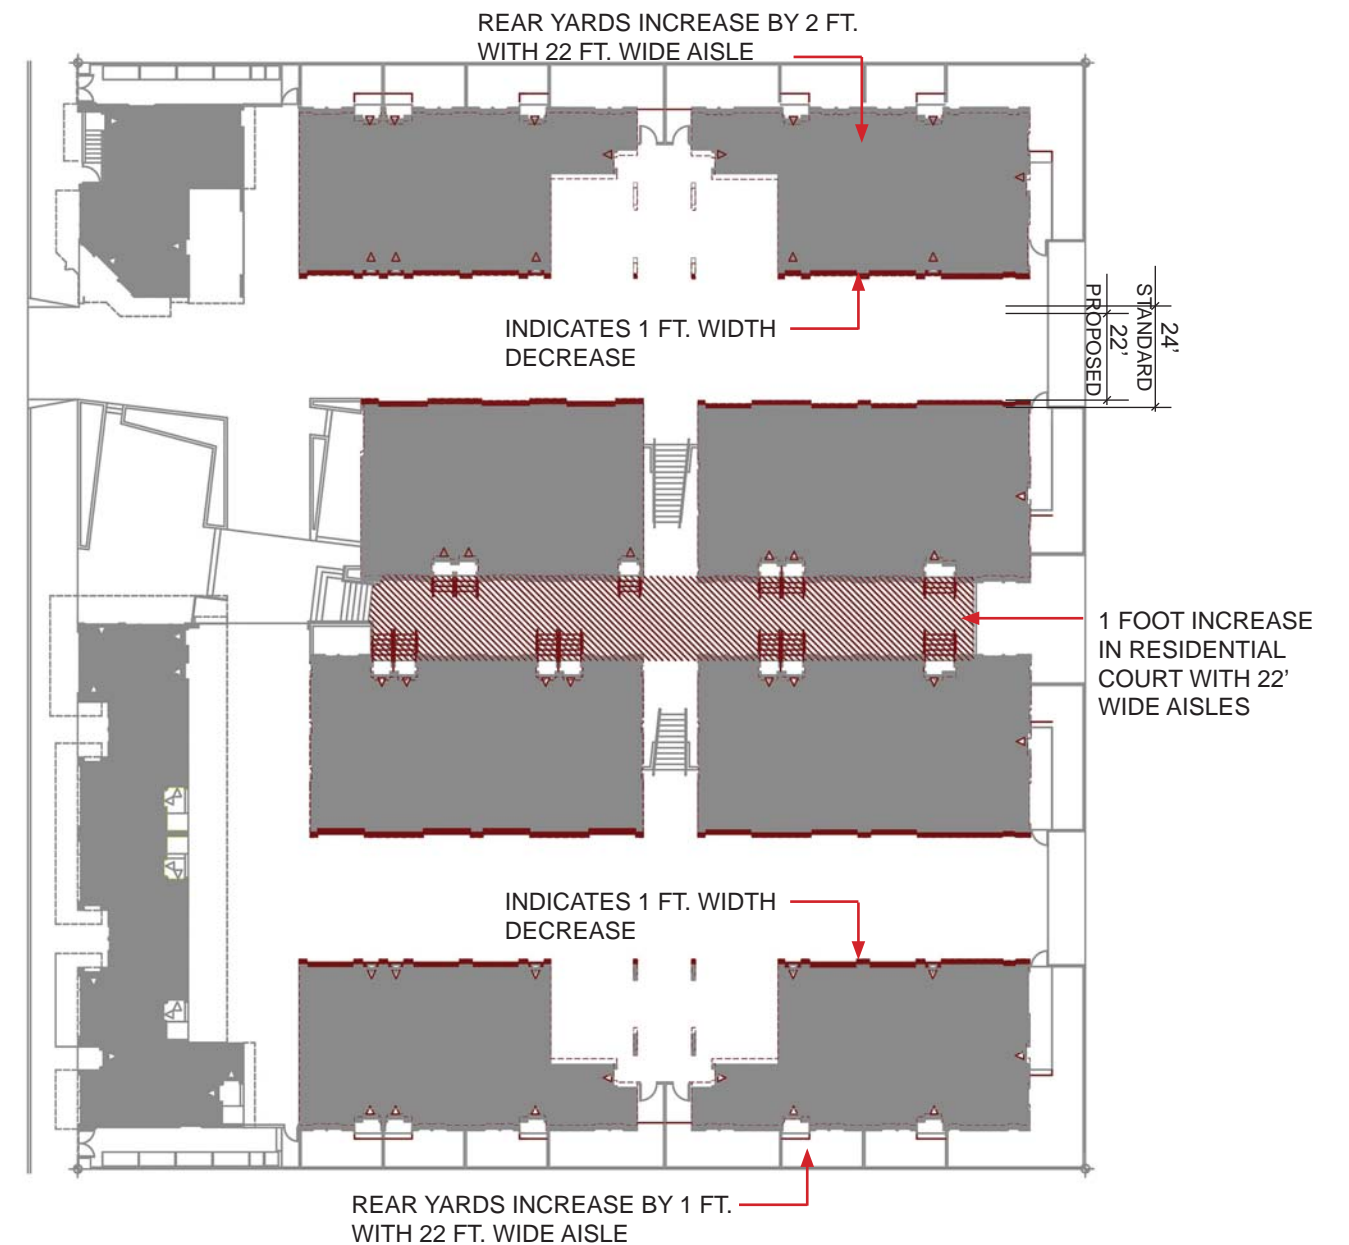 REAR YARDS INCREASE BY 2 FT.
WITH 22 FT. WIDE AISLE
INDICATES 1 FT. WIDTH
DECREASE
24'
STANDARD
22'
PROPOSED
1 FOOT INCREASE
IN RESIDENTIAL
COURT WITH 22'
WIDE AISLES
INDICATES 1 FT. WIDTH
DECREASE
REAR YARDS INCREASE BY 1 FT.
WITH 22 FT. WIDE AISLE